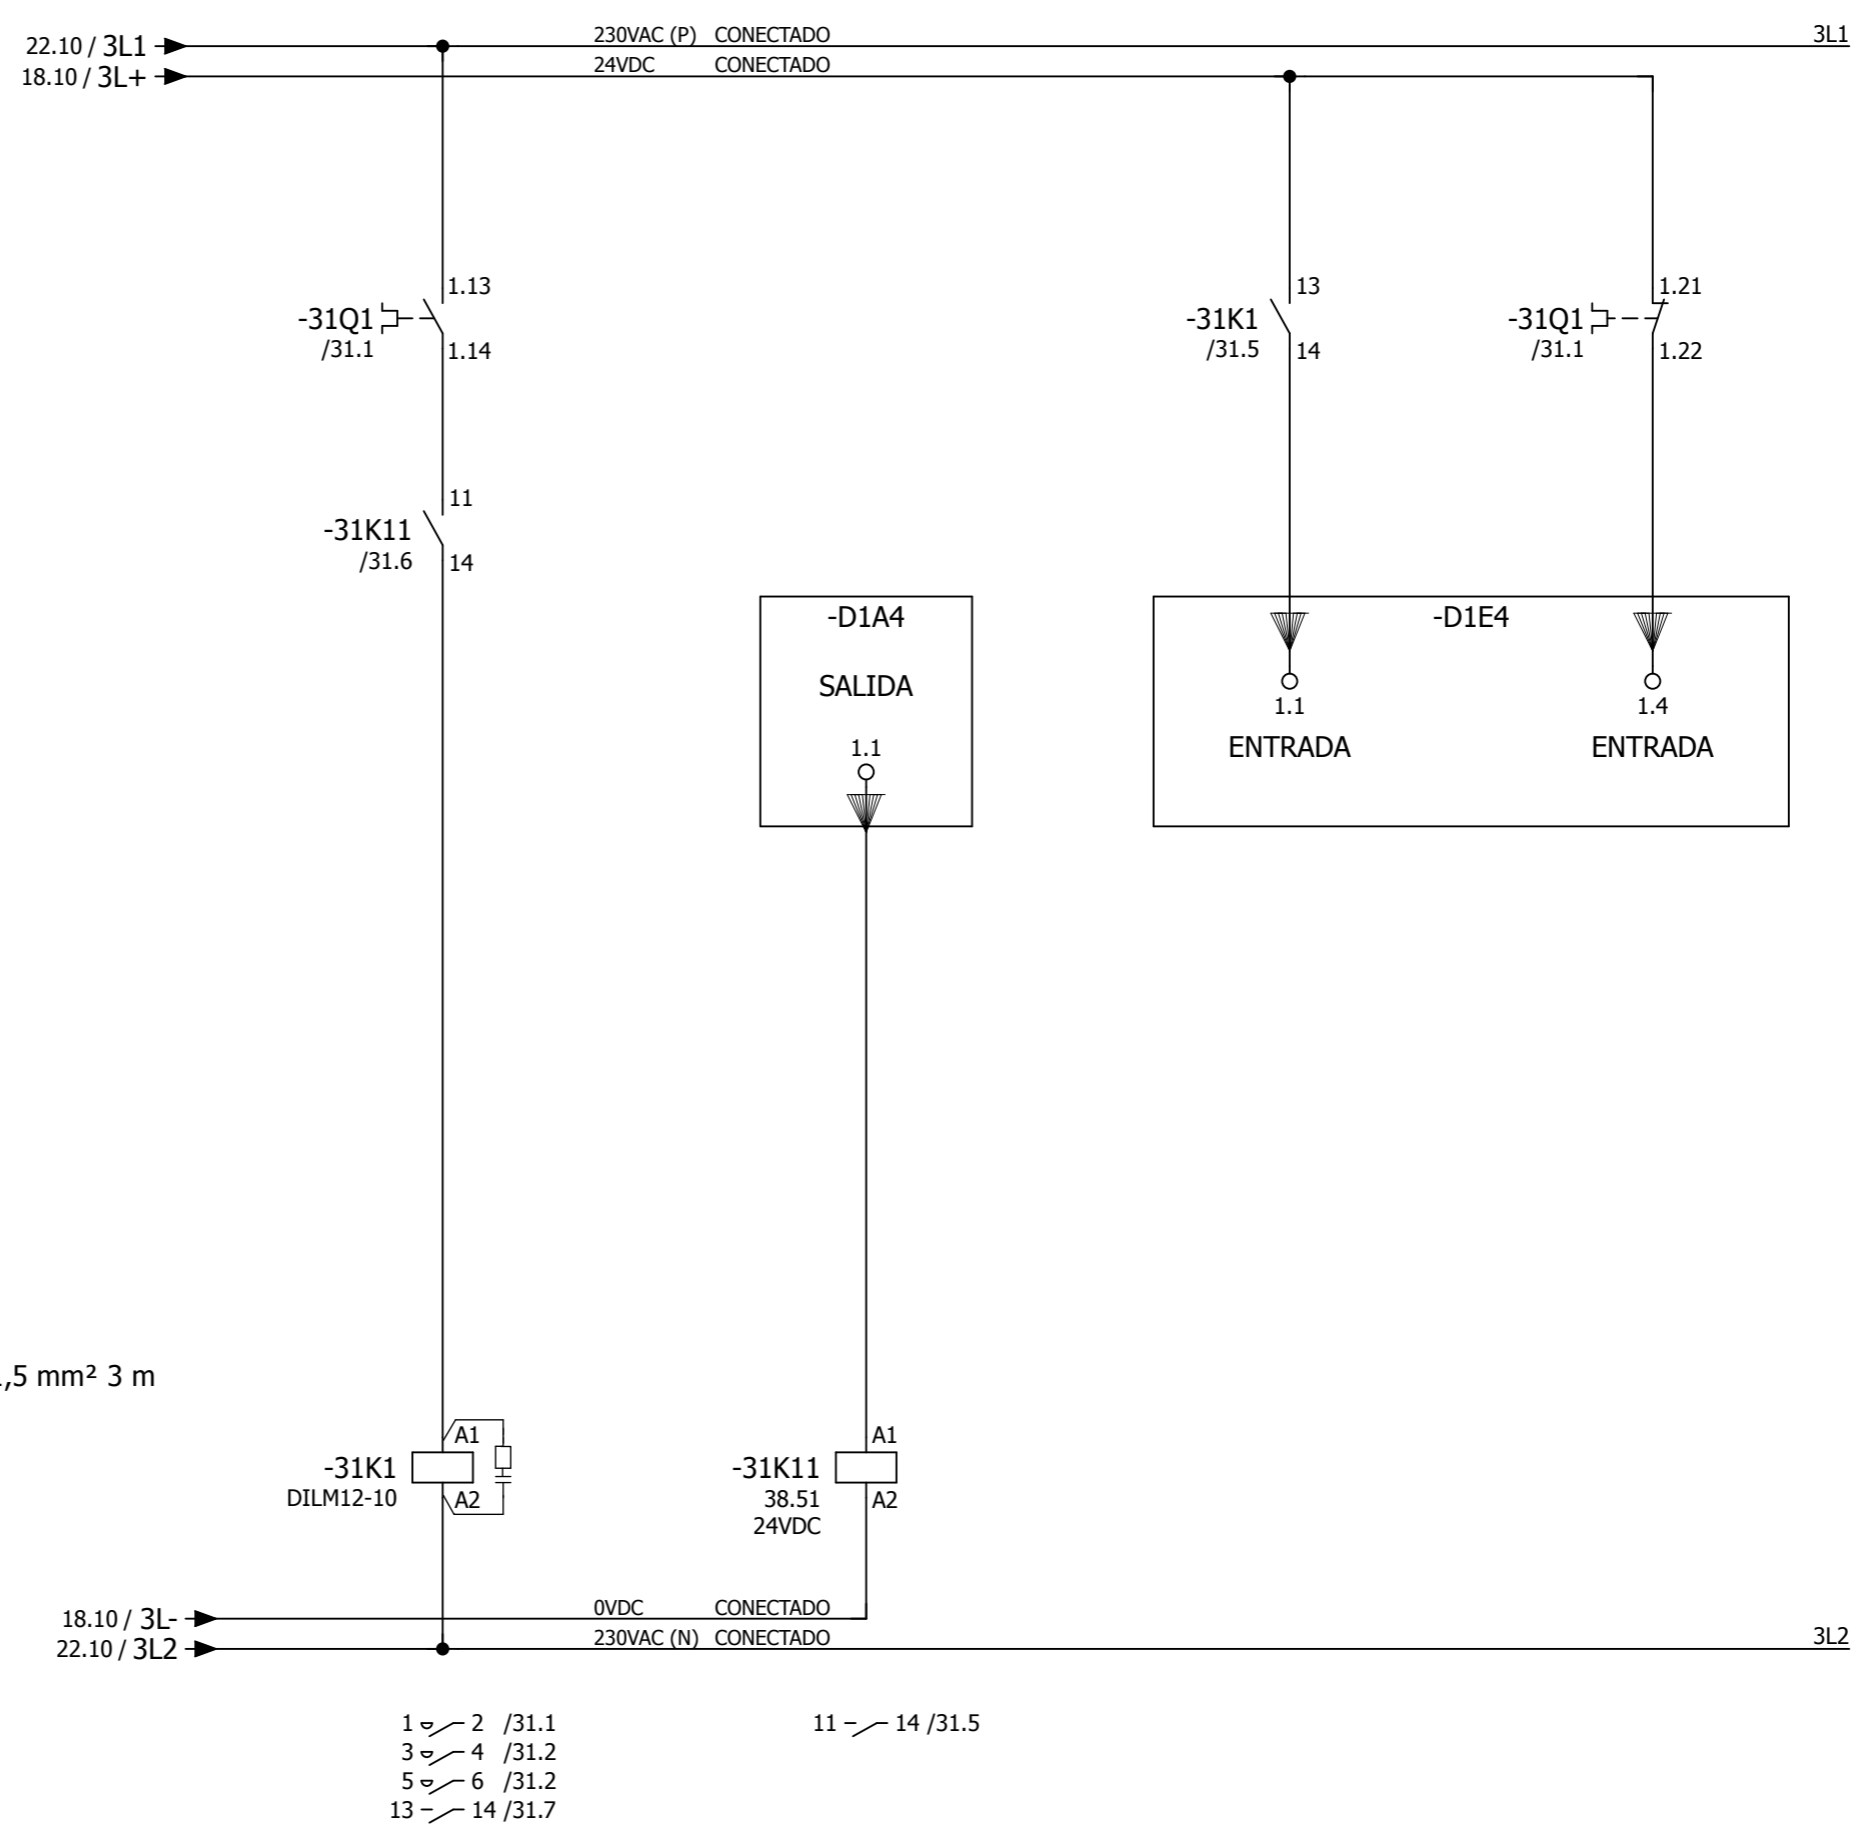 22.10 / 3L1
230VAC (P) CONECTADO
3L1
18.10 / 3L+
24VDC CONECTADO
1.13
-31Q1
/31.1
1.14
13
-31K1
/31.5
14
1.21
-31Q1
/31.1
1.22
11
-31K11
/31.6
14
-D1A4
SALIDA
1.1
-D1E4
1.1
ENTRADA
1.4
ENTRADA
,5 mm² 3 m
A1
-31K1
DILM12-10
A2
A1
-31K11
38.51
24VDC
A2
18.10 / 3L-
0VDC CONECTADO
22.10 / 3L2
230VAC (N) CONECTADO
3L2
1 2 /31.1
3 4 /31.2
5 6 /31.2
13 14 /31.7
11 14 /31.5